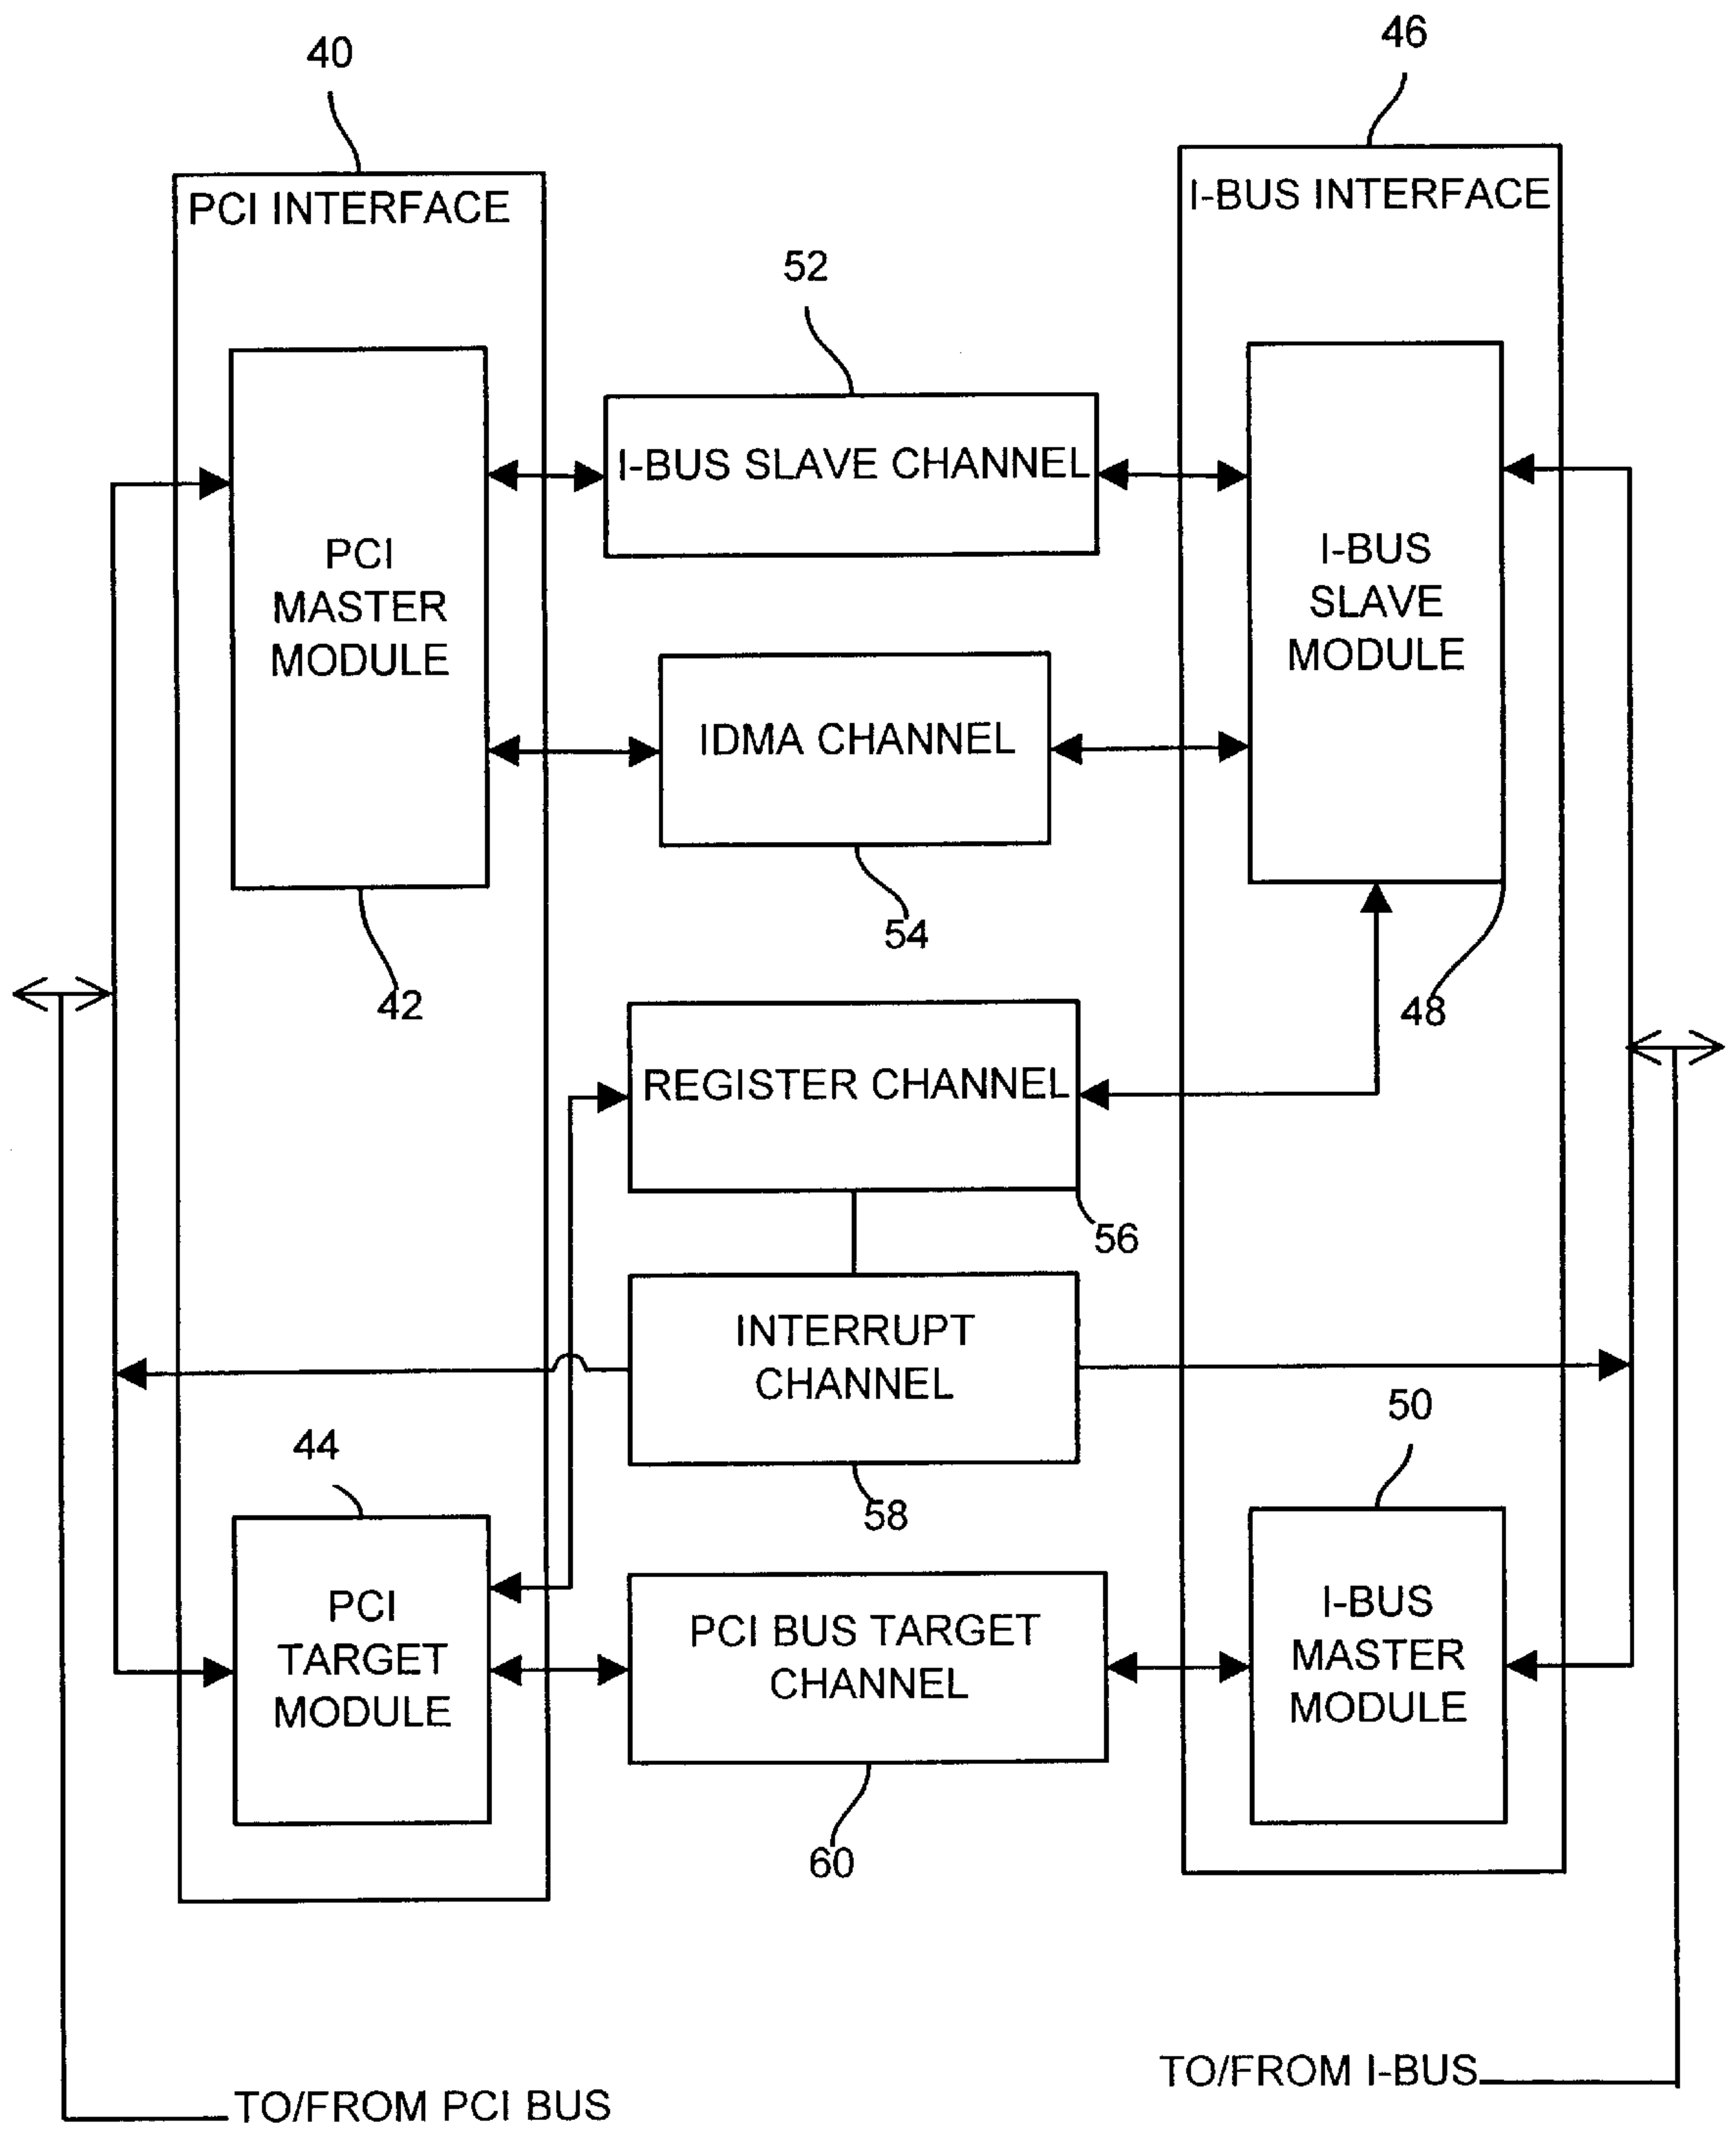 40
46
PCI INTERFACE
I-BUS INTERFACE
52
I-BUS SLAVE CHANNEL
PCI
MASTER
MODULE
I-BUS
SLAVE
MODULE
IDMA CHANNEL
54
42
48
REGISTER CHANNEL
56
INTERRUPT
CHANNEL
50
44
58
PCI
TARGET
MODULE
PCI BUS TARGET
CHANNEL
I-BUS
MASTER
MODULE
60
TO/FROM I-BUS
TO/FROM PCI BUS